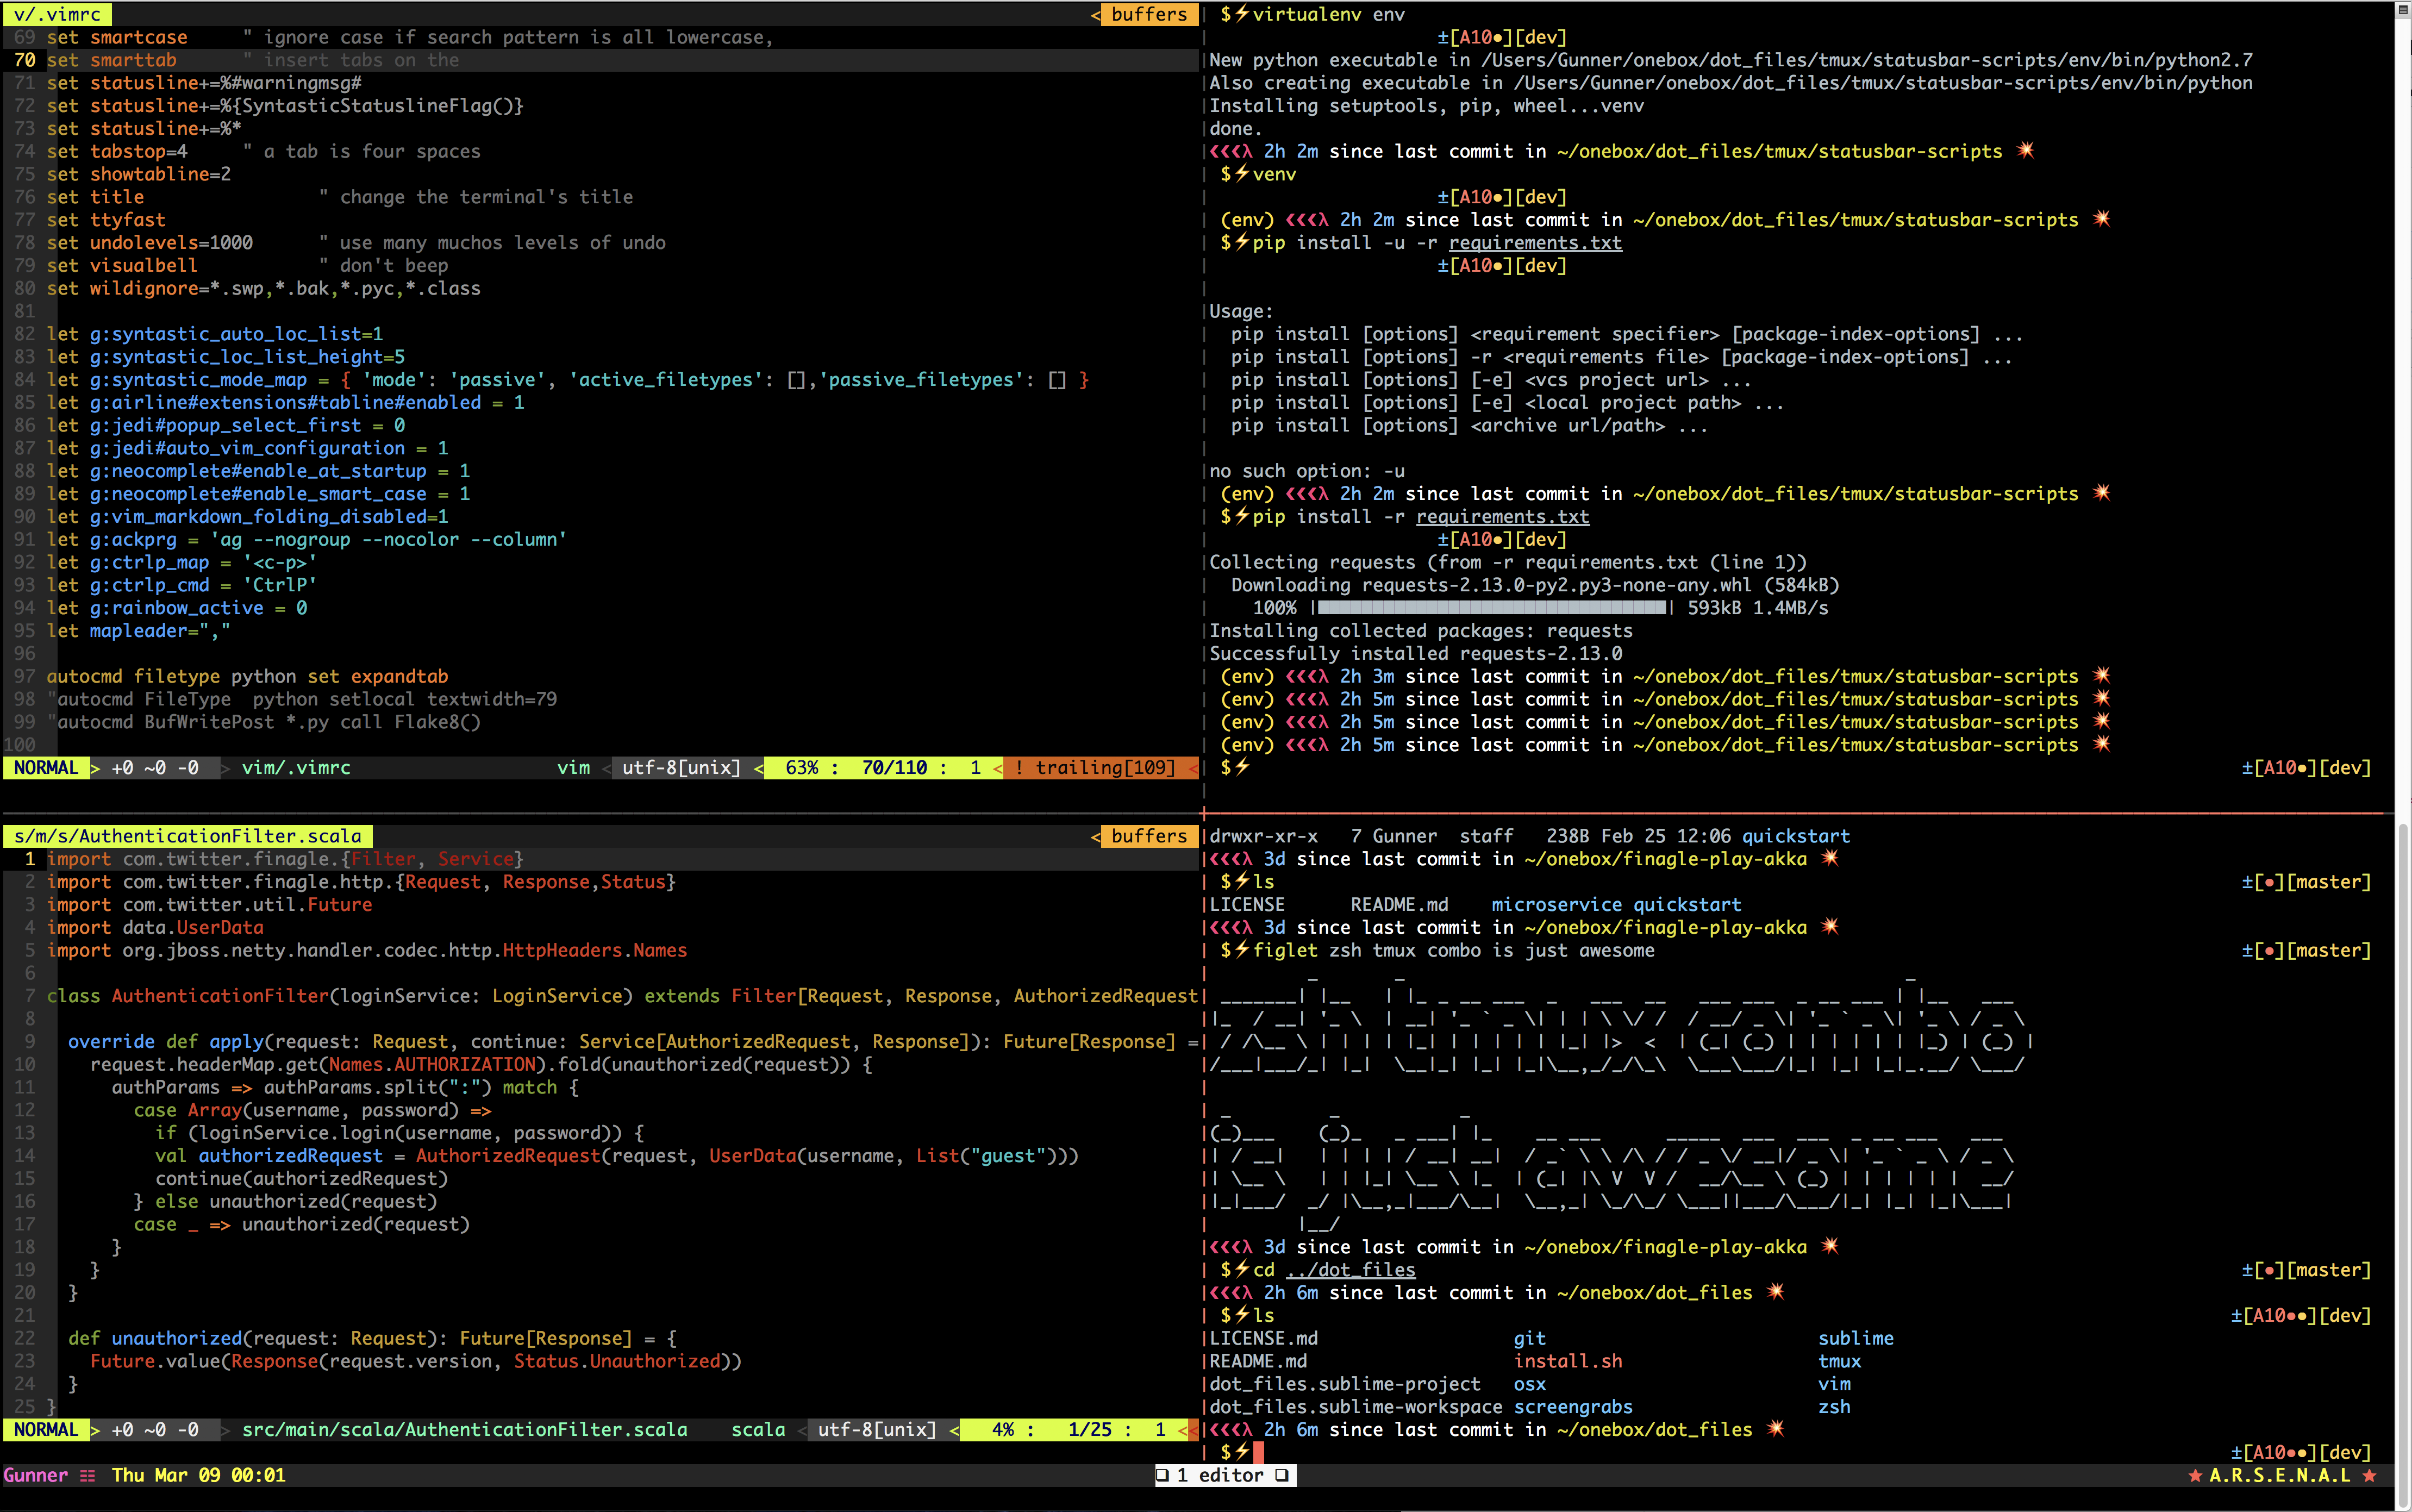 v/.vimrc < buffers
69 set smartcase " ignore case if search pattern is all lowercase,
70 set smarttab " insert tabs on the
71 set statusline+=%#warningmsg#
72 set statusline+=%{SyntasticStatuslineFlag()}
73 set statusline+=%*
74 set tabstop=4 " a tab is four spaces
75 set showtabline=2
76 set title " change the terminal's title
77 set ttyfast
78 set undolevels=1000 " use many muchos levels of undo
79 set visualbell " don't beep
80 set wildignore=*.swp,*.bak,*.pyc,*.class
81
82 let g:syntastic_auto_loc_list=1
83 let g:syntastic_loc_list_height=5
84 let g:syntastic_mode_map = { 'mode': 'passive', 'active_filetypes': [],'passive_filetypes': [] }
85 let g:airline#extensions#tabline#enabled = 1
86 let g:jedi#popup_select_first = 0
87 let g:jedi#auto_vim_configuration = 1
88 let g:neocomplete#enable_at_startup = 1
89 let g:neocomplete#enable_smart_case = 1
90 let g:vim_markdown_folding_disabled=1
91 let g:ackprg = 'ag --nogroup --nocolor --column'
92 let g:ctrlp_map = '<c-p>'
93 let g:ctrlp_cmd = 'CtrlP'
94 let g:rainbow_active = 0
95 let mapleader=","
96
97 autocmd filetype python set expandtab
98 "autocmd FileType  python setlocal textwidth=79
99 "autocmd BufWritePost *.py call Flake8()
100
NORMAL > +0 ~0 -0 > vim/.vimrc vim < utf-8[unix] < 63% : 70/110 : 1 < ! trailing[109] <
$⚡virtualenv env
±[A10●][dev]
New python executable in /Users/Gunner/onebox/dot_files/tmux/statusbar-scripts/env/bin/python2.7
Also creating executable in /Users/Gunner/onebox/dot_files/tmux/statusbar-scripts/env/bin/python
Installing setuptools, pip, wheel...venv
done.
❮❮❮λ 2h 2m since last commit in ~/onebox/dot_files/tmux/statusbar-scripts 💥
$⚡venv
±[A10●][dev]
(env) ❮❮❮λ 2h 2m since last commit in ~/onebox/dot_files/tmux/statusbar-scripts 💥
$⚡pip install -u -r requirements.txt
±[A10●][dev]
Usage:
pip install [options] <requirement specifier> [package-index-options] ...
pip install [options] -r <requirements file> [package-index-options] ...
pip install [options] [-e] <vcs project url> ...
pip install [options] [-e] <local project path> ...
pip install [options] <archive url/path> ...
no such option: -u
(env) ❮❮❮λ 2h 2m since last commit in ~/onebox/dot_files/tmux/statusbar-scripts 💥
$⚡pip install -r requirements.txt
±[A10●][dev]
Collecting requests (from -r requirements.txt (line 1))
Downloading requests-2.13.0-py2.py3-none-any.whl (584kB)
100% |████████████████████████████████| 593kB 1.4MB/s
Installing collected packages: requests
Successfully installed requests-2.13.0
(env) ❮❮❮λ 2h 3m since last commit in ~/onebox/dot_files/tmux/statusbar-scripts 💥
(env) ❮❮❮λ 2h 5m since last commit in ~/onebox/dot_files/tmux/statusbar-scripts 💥
(env) ❮❮❮λ 2h 5m since last commit in ~/onebox/dot_files/tmux/statusbar-scripts 💥
(env) ❮❮❮λ 2h 5m since last commit in ~/onebox/dot_files/tmux/statusbar-scripts 💥
$⚡ ±[A10●][dev]
s/m/s/AuthenticationFilter.scala < buffers
1 import com.twitter.finagle.{Filter, Service}
2 import com.twitter.finagle.http.{Request, Response,Status}
3 import com.twitter.util.Future
4 import data.UserData
5 import org.jboss.netty.handler.codec.http.HttpHeaders.Names
6
7 class AuthenticationFilter(loginService: LoginService) extends Filter[Request, Response, AuthorizedRequest
8
9 override def apply(request: Request, continue: Service[AuthorizedRequest, Response]): Future[Response] =
10 request.headerMap.get(Names.AUTHORIZATION).fold(unauthorized(request)) {
11 authParams => authParams.split(":") match {
12 case Array(username, password) =>
13 if (loginService.login(username, password)) {
14 val authorizedRequest = AuthorizedRequest(request, UserData(username, List("guest")))
15 continue(authorizedRequest)
16 } else unauthorized(request)
17 case _ => unauthorized(request)
18 }
19 }
20 }
21
22 def unauthorized(request: Request): Future[Response] = {
23 Future.value(Response(request.version, Status.Unauthorized))
24 }
25 }
NORMAL > +0 ~0 -0 > src/main/scala/AuthenticationFilter.scala scala < utf-8[unix] < 4% : 1/25 : 1 <<
drwxr-xr-x 7 Gunner staff 238B Feb 25 12:06 quickstart
❮❮❮λ 3d since last commit in ~/onebox/finagle-play-akka 💥
$⚡ls ±[●][master]
LICENSE README.md microservice quickstart
❮❮❮λ 3d since last commit in ~/onebox/finagle-play-akka 💥
$⚡figlet zsh tmux combo is just awesome ±[●][master]
zsh tmux combo
is just awesome
❮❮❮λ 3d since last commit in ~/onebox/finagle-play-akka 💥
$⚡cd ../dot_files ±[●][master]
❮❮❮λ 2h 6m since last commit in ~/onebox/dot_files 💥
$⚡ls ±[A10●●][dev]
LICENSE.md git sublime
README.md install.sh tmux
dot_files.sublime-project osx vim
dot_files.sublime-workspace screengrabs zsh
❮❮❮λ 2h 6m since last commit in ~/onebox/dot_files 💥
$⚡ ±[A10●●][dev]
Gunner ☷ Thu Mar 09 00:01 ❏ 1 editor ❏ ★ A.R.S.E.N.A.L ★